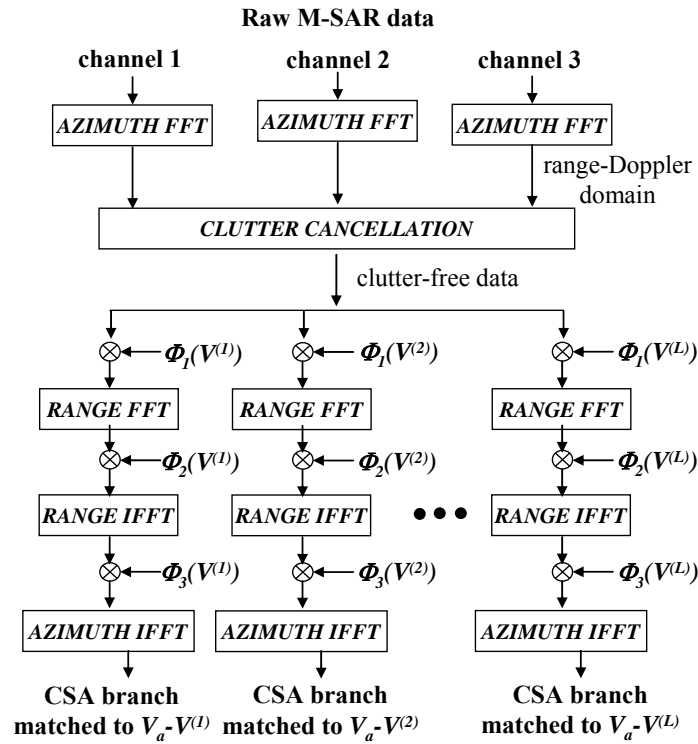 Raw M-SAR data
channel 1 channel 2 channel 3
AZIMUTH FFT AZIMUTH FFT AZIMUTH FFT
range-Doppler
domain
CLUTTER CANCELLATION
clutter-free data
Φ₁(V⁽¹⁾) Φ₁(V⁽²⁾) Φ₁(V⁽ᴸ⁾)
RANGE FFT RANGE FFT RANGE FFT
Φ₂(V⁽¹⁾) Φ₂(V⁽²⁾) Φ₂(V⁽ᴸ⁾)
RANGE IFFT RANGE IFFT ●●● RANGE IFFT
Φ₃(V⁽¹⁾) Φ₃(V⁽²⁾) Φ₃(V⁽ᴸ⁾)
AZIMUTH IFFT AZIMUTH IFFT AZIMUTH IFFT
CSA branch CSA branch CSA branch
matched to Vₐ-V⁽¹⁾ matched to Vₐ-V⁽²⁾ matched to Vₐ-V⁽ᴸ⁾